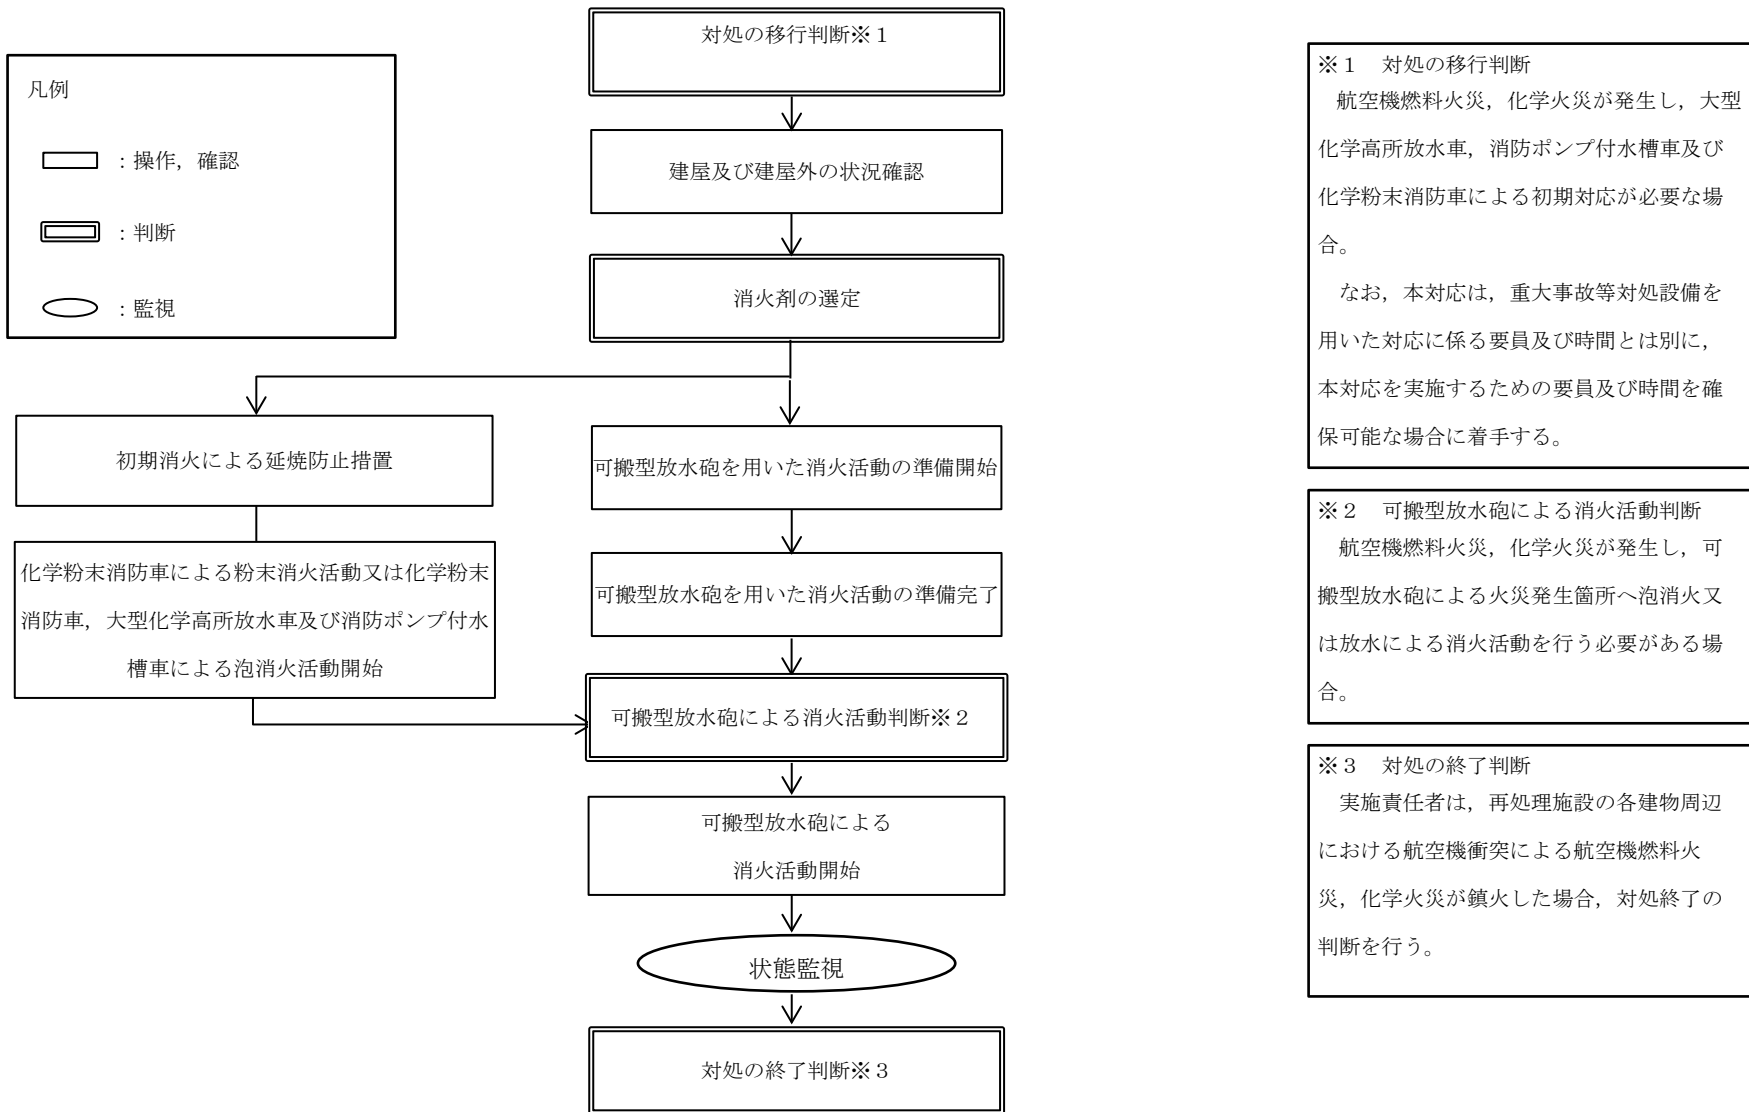 対処の移行判断※１
凡例
：操作，確認
：判断
：監視
建屋及び建屋外の状況確認
消火剤の選定
初期消火による延焼防止措置
化学粉末消防車による粉末消火活動又は化学粉末
消防車，大型化学高所放水車及び消防ポンプ付水
槽車による泡消火活動開始
可搬型放水砲を用いた消火活動の準備開始
可搬型放水砲を用いた消火活動の準備完了
可搬型放水砲による消火活動判断※２
可搬型放水砲による
消火活動開始
状態監視
対処の終了判断※３
※１　対処の移行判断
航空機燃料火災，化学火災が発生し，大型
化学高所放水車，消防ポンプ付水槽車及び
化学粉末消防車による初期対応が必要な場
合。
なお，本対応は，重大事故等対処設備を
用いた対応に係る要員及び時間とは別に，
本対応を実施するための要員及び時間を確
保可能な場合に着手する。
※２　可搬型放水砲による消火活動判断
航空機燃料火災，化学火災が発生し，可
搬型放水砲による火災発生箇所へ泡消火又
は放水による消火活動を行う必要がある場
合。
※３　対処の終了判断
実施責任者は，再処理施設の各建物周辺
における航空機衝突による航空機燃料火
災，化学火災が鎮火した場合，対処終了の
判断を行う。